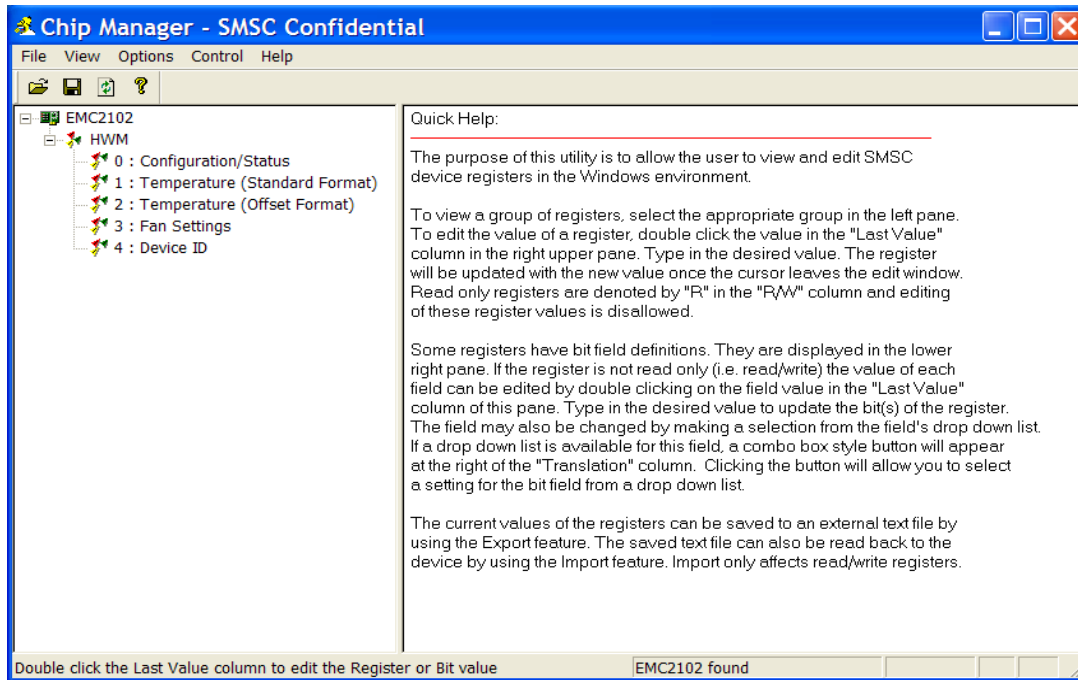 Chip Manager - SMSC Confidential
File View Options Control Help
EMC2102
HWM
0 : Configuration/Status
1 : Temperature (Standard Format)
2 : Temperature (Offset Format)
3 : Fan Settings
4 : Device ID
Quick Help:
The purpose of this utility is to allow the user to view and edit SMSC
device registers in the Windows environment.
To view a group of registers, select the appropriate group in the left pane.
To edit the value of a register, double click the value in the "Last Value"
column in the right upper pane. Type in the desired value. The register
will be updated with the new value once the cursor leaves the edit window.
Read only registers are denoted by "R" in the "R/W" column and editing
of these register values is disallowed.
Some registers have bit field definitions. They are displayed in the lower
right pane. If the register is not read only (i.e. read/write) the value of each
field can be edited by double clicking on the field value in the "Last Value"
column of this pane. Type in the desired value to update the bit(s) of the register.
The field may also be changed by making a selection from the field's drop down list.
If a drop down list is available for this field, a combo box style button will appear
at the right of the "Translation" column. Clicking the button will allow you to select
a setting for the bit field from a drop down list.
The current values of the registers can be saved to an external text file by
using the Export feature. The saved text file can also be read back to the
device by using the Import feature. Import only affects read/write registers.
Double click the Last Value column to edit the Register or Bit value
EMC2102 found